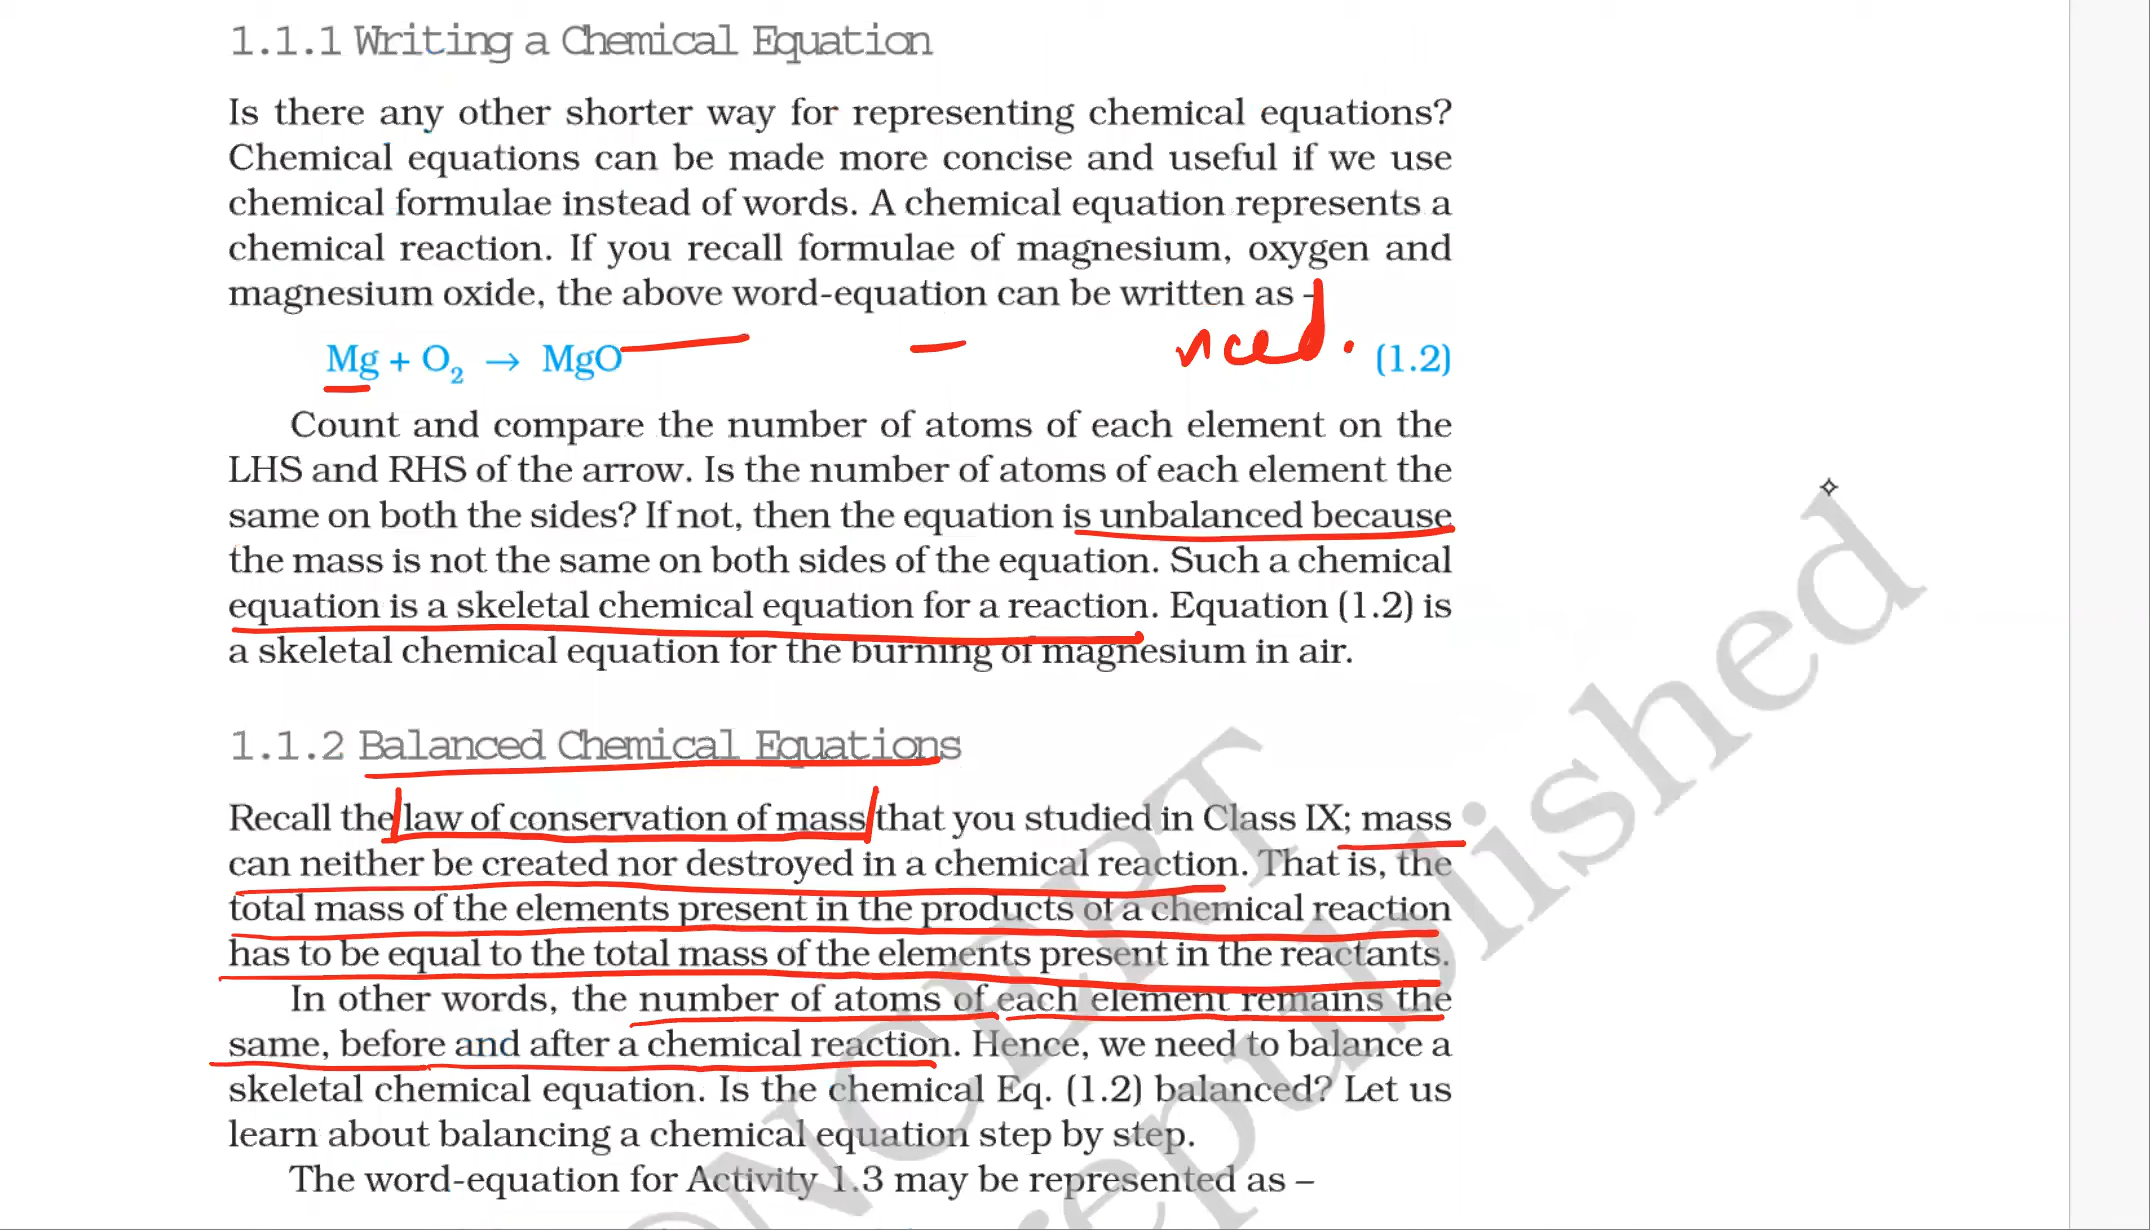 1.1.1 Writing a Chemical Equation
Is there any other shorter way for representing chemical equations?
Chemical equations can be made more concise and useful if we use
chemical formulae instead of words. A chemical equation represents a
chemical reaction. If you recall formulae of magnesium, oxygen and
magnesium oxide, the above word-equation can be written as –
Mg + O₂ → MgO need. (1.2)
Count and compare the number of atoms of each element on the
LHS and RHS of the arrow. Is the number of atoms of each element the
same on both the sides? If not, then the equation is unbalanced because
the mass is not the same on both sides of the equation. Such a chemical
equation is a skeletal chemical equation for a reaction. Equation (1.2) is
a skeletal chemical equation for the burning of magnesium in air.
1.1.2 Balanced Chemical Equations
Recall the law of conservation of mass that you studied in Class IX; mass
can neither be created nor destroyed in a chemical reaction. That is, the
total mass of the elements present in the products of a chemical reaction
has to be equal to the total mass of the elements present in the reactants.
In other words, the number of atoms of each element remains the
same, before and after a chemical reaction. Hence, we need to balance a
skeletal chemical equation. Is the chemical Eq. (1.2) balanced? Let us
learn about balancing a chemical equation step by step.
The word-equation for Activity 1.3 may be represented as –
NCERT
republished